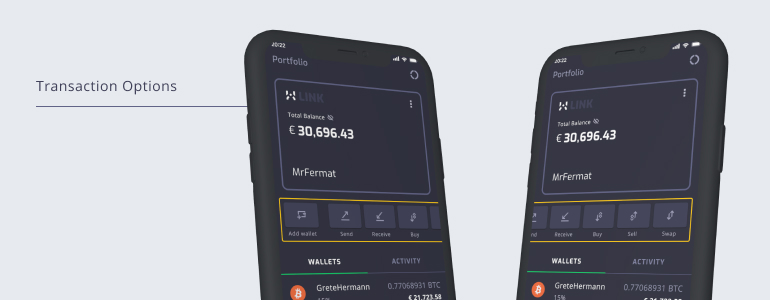 Transaction Options
20:22
Portfolio
LINK
Total Balance
€ 30,696.43
MrFermat
Add wallet Send Receive Buy
WALLETS ACTIVITY
GreteHermann 0.77068931 BTC
15% € 21,723.58
20:22
Portfolio
LINK
Total Balance
€ 30,696.43
MrFermat
nd Receive Buy Sell Swap
WALLETS ACTIVITY
GreteHermann 0.77068931 BTC
15%